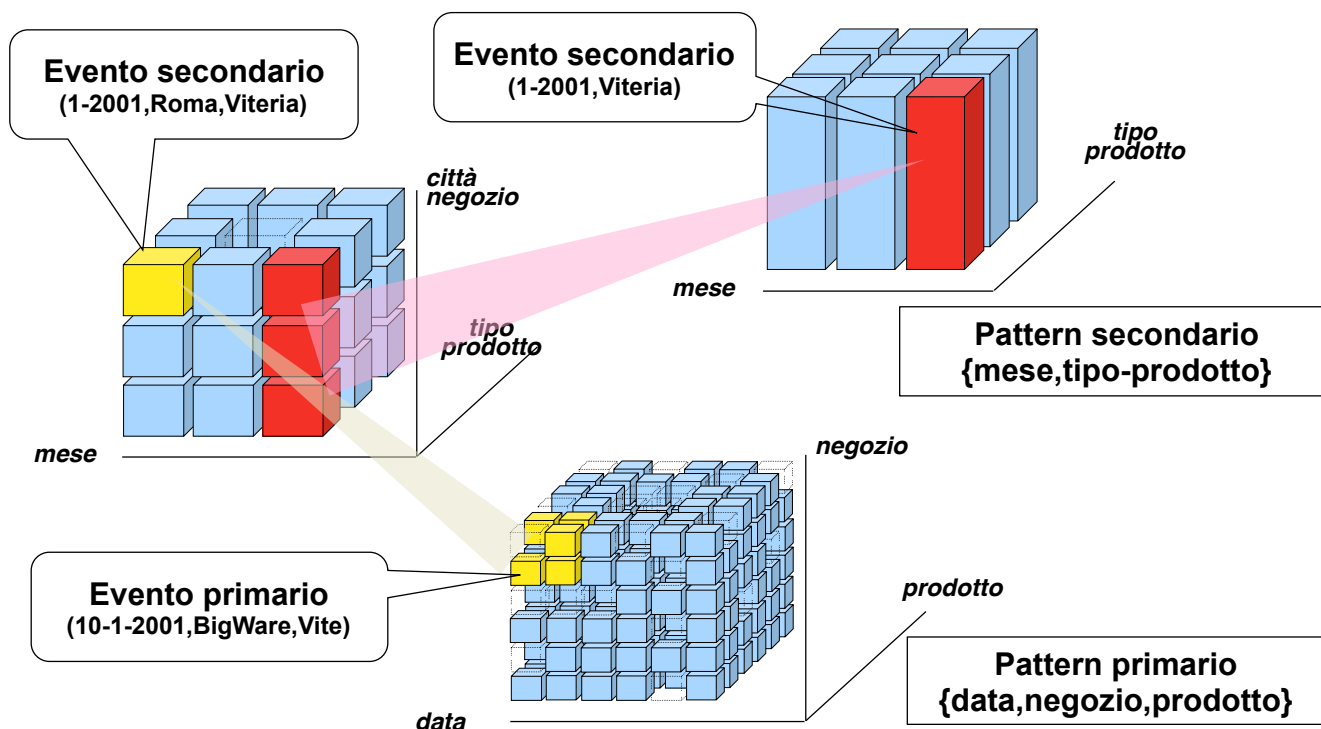 Evento secondario
(1-2001,Roma,Viteria)
Evento secondario
(1-2001,Viteria)
tipo
prodotto
città
negozio
mese
tipo
prodotto
mese
Pattern secondario
{mese,tipo-prodotto}
negozio
Evento primario
(10-1-2001,BigWare,Vite)
prodotto
Pattern primario
{data,negozio,prodotto}
data